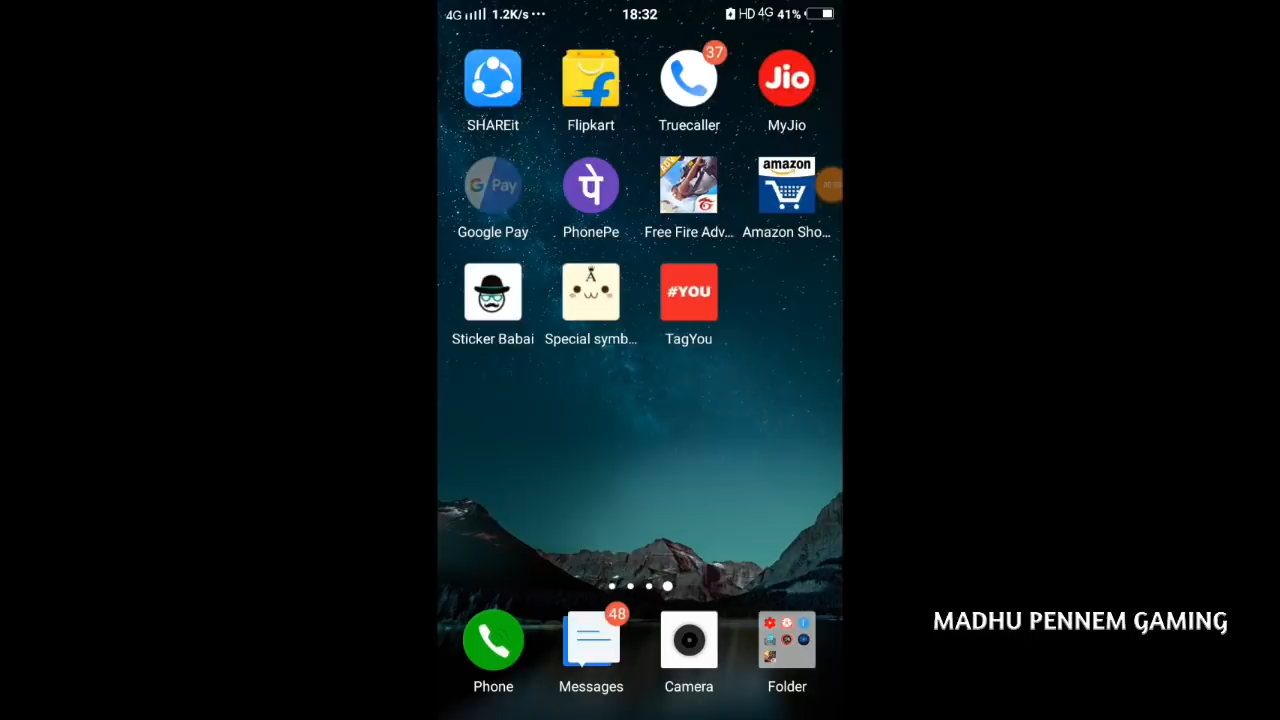 4G 1.2K/s ... 18:32 HD 4G 41%
37
Jio
SHAREit Flipkart Truecaller MyJio
G Pay पे amazon
Google Pay PhonePe Free Fire Adv... Amazon Sho...
#YOU
Sticker Babai Special symb... TagYou
MADHU PENNEM GAMING
48
Phone Messages Camera Folder